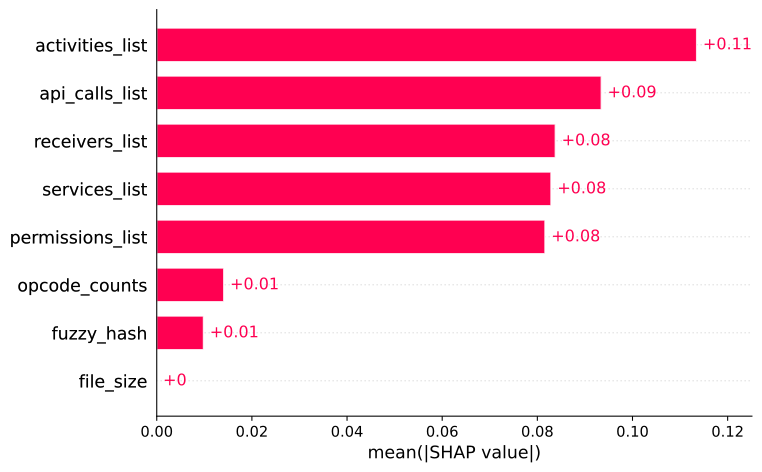 activities_list +0.11
api_calls_list +0.09
receivers_list +0.08
services_list +0.08
permissions_list +0.08
opcode_counts +0.01
fuzzy_hash +0.01
file_size +0
0.00 0.02 0.04 0.06 0.08 0.10 0.12
mean(|SHAP value|)